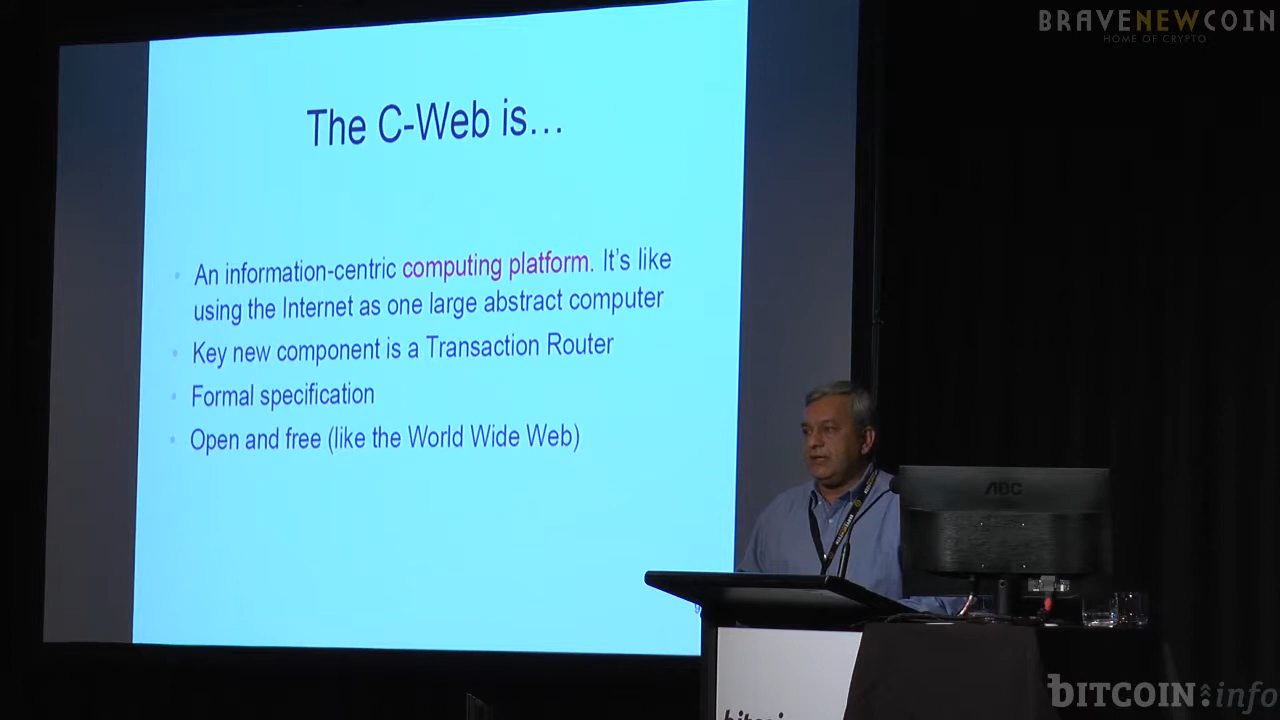 BRAVENEWCOIN
HOME OF CRYPTO
The C-Web is…
An information-centric computing platform. It's like
using the Internet as one large abstract computer
Key new component is a Transaction Router
Formal specification
Open and free (like the World Wide Web)
AOC
BITCOIN info